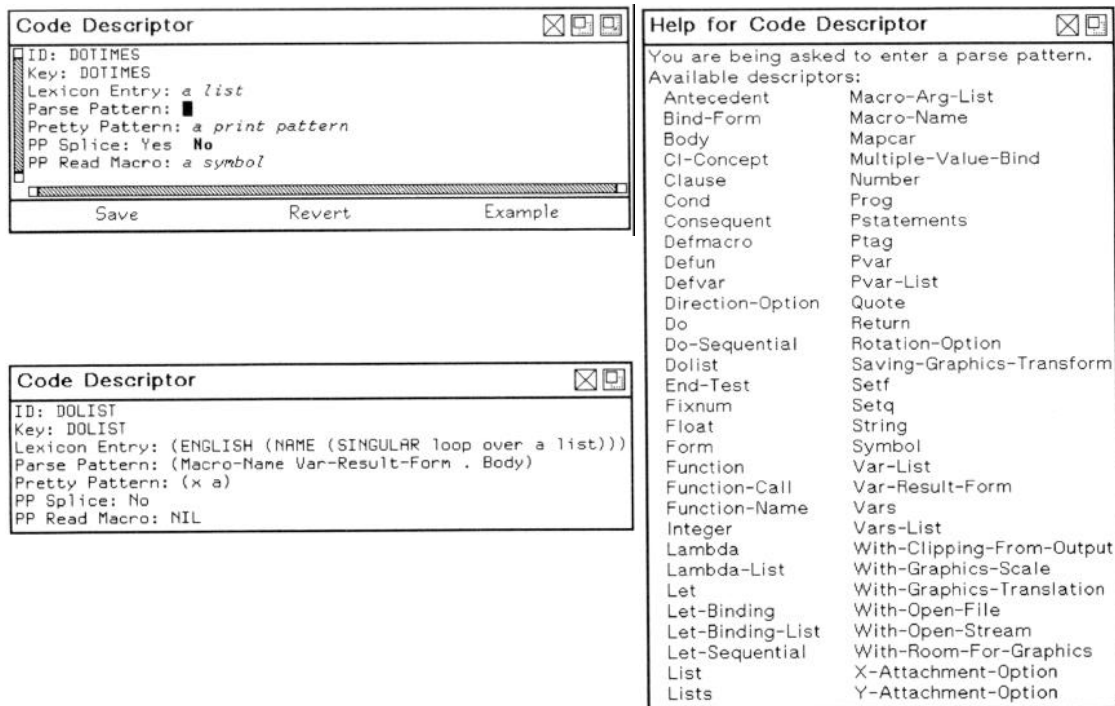 Code Descriptor
ID: DOTIMES
Key: DOTIMES
Lexicon Entry: a list
Parse Pattern:
Pretty Pattern: a print pattern
PP Splice: Yes No
PP Read Macro: a symbol
Save Revert Example
Code Descriptor
ID: DOLIST
Key: DOLIST
Lexicon Entry: (ENGLISH (NAME (SINGULAR loop over a list)))
Parse Pattern: (Macro-Name Var-Result-Form . Body)
Pretty Pattern: (x a)
PP Splice: No
PP Read Macro: NIL
Help for Code Descriptor
You are being asked to enter a parse pattern.
Available descriptors:
Antecedent Macro-Arg-List
Bind-Form Macro-Name
Body Mapcar
Cl-Concept Multiple-Value-Bind
Clause Number
Cond Prog
Consequent Pstatements
Defmacro Ptag
Defun Pvar
Defvar Pvar-List
Direction-Option Quote
Do Return
Do-Sequential Rotation-Option
Dolist Saving-Graphics-Transform
End-Test Setf
Fixnum Setq
Float String
Form Symbol
Function Var-List
Function-Call Var-Result-Form
Function-Name Vars
Integer Vars-List
Lambda With-Clipping-From-Output
Lambda-List With-Graphics-Scale
Let With-Graphics-Translation
Let-Binding With-Open-File
Let-Binding-List With-Open-Stream
Let-Sequential With-Room-For-Graphics
List X-Attachment-Option
Lists Y-Attachment-Option